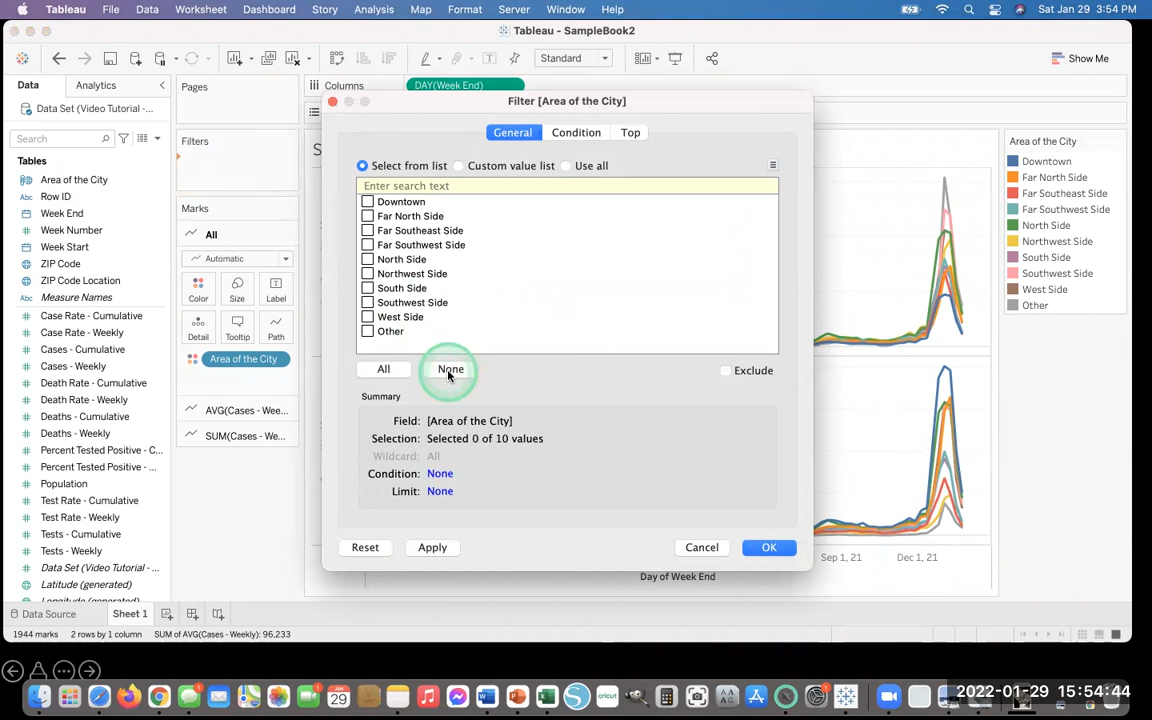 Tableau File Data Worksheet Dashboard Story Analysis Map Format Server Window Help Sat Jan 29 3:54 PM
Tableau - SampleBook2
Standard Show Me
Data Analytics Pages Columns DAY(Week End)
Data Set (Video Tutorial -...
Filter [Area of the City]
Search Filters
General Condition Top
Area of the City
Tables
Downtown
Area of the City
Far North Side
Row ID
Far Southeast Side
Week End
Far Southwest Side
Week Number
North Side
Week Start
Northwest Side
ZIP Code
South Side
ZIP Code Location
Southwest Side
Measure Names
West Side
Other
Case Rate - Cumulative
Case Rate - Weekly
Cases - Cumulative
Cases - Weekly
Death Rate - Cumulative
Death Rate - Weekly
Deaths - Cumulative
Deaths - Weekly
Percent Tested Positive - C...
Percent Tested Positive - ...
Population
Test Rate - Cumulative
Test Rate - Weekly
Tests - Cumulative
Tests - Weekly
Data Set (Video Tutorial - ...
Latitude (generated)
Marks
All
Automatic
Color Size Label
Detail Tooltip Path
Area of the City
AVG(Cases - Wee...
SUM(Cases - We...
Select from list Custom value list Use all
Enter search text
Downtown
Far North Side
Far Southeast Side
Far Southwest Side
North Side
Northwest Side
South Side
Southwest Side
West Side
Other
All None Exclude
Summary
Field: [Area of the City]
Selection: Selected 0 of 10 values
Wildcard: All
Condition: None
Limit: None
Reset Apply Cancel OK
Sep 1, 21 Dec 1, 21
Day of Week End
Data Source Sheet 1
1944 marks 2 rows by 1 column SUM of AVG(Cases - Weekly): 96,233
JAN
29
cricut
2022-01-29 15:54:44